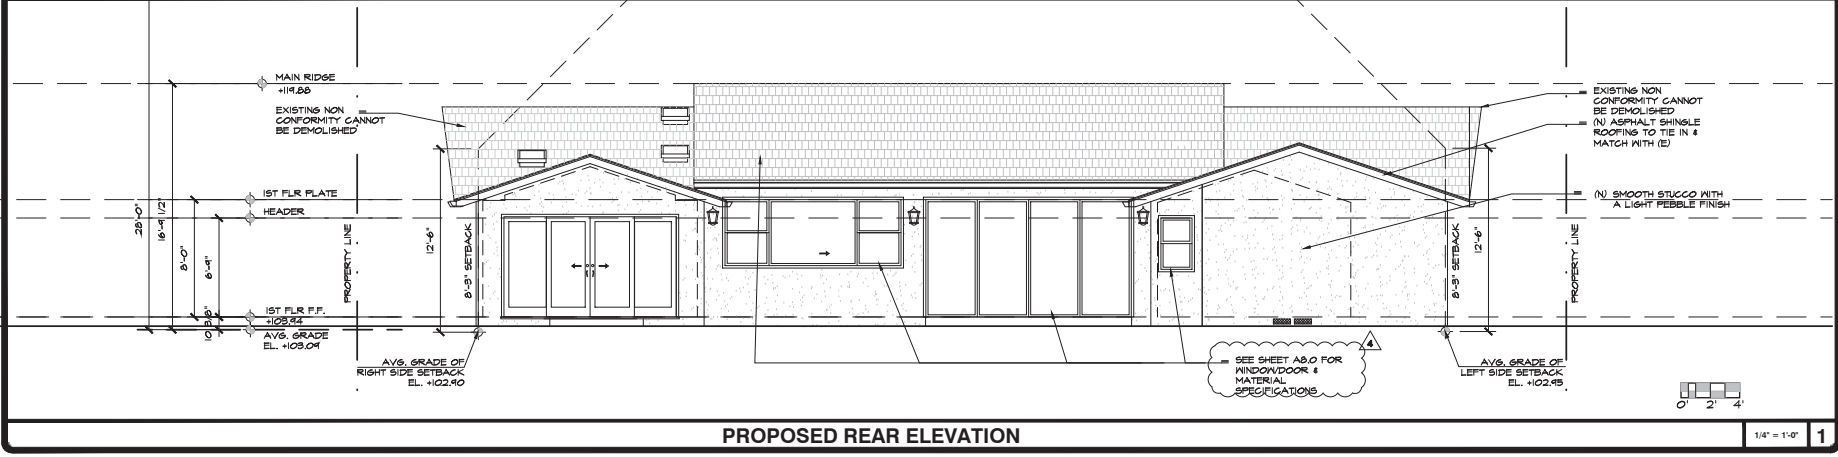 MAIN RIDGE
+119.88
EXISTING NON
CONFORMITY CANNOT
BE DEMOLISHED
1ST FLR PLATE
HEADER
28'-0"
16'-9 1/2"
8'-0"
6'-9"
10 3/8"
PROPERTY LINE
1ST FLR F.F.
+103.94
AVG. GRADE
EL. +103.09
12'-6"
8'-3" SETBACK
AVG. GRADE OF
RIGHT SIDE SETBACK
EL. +102.90
EXISTING NON
CONFORMITY CANNOT
BE DEMOLISHED
(N) ASPHALT SHINGLE
ROOFING TO TIE IN &
MATCH WITH (E)
(N) SMOOTH STUCCO WITH
A LIGHT PEBBLE FINISH
8'-3" SETBACK
12'-6"
PROPERTY LINE
4
SEE SHEET A8.0 FOR
WINDOW/DOOR &
MATERIAL
SPECIFICATIONS
AVG. GRADE OF
LEFT SIDE SETBACK
EL. +102.95
0' 2' 4'
PROPOSED REAR ELEVATION
1/4" = 1'-0"
1